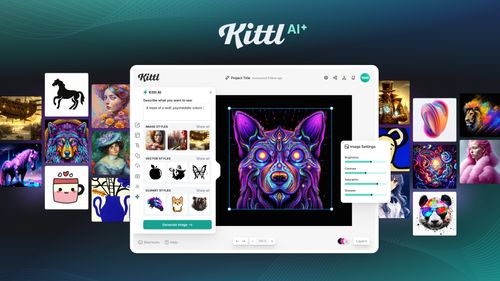 Kittl AI+
Kittl
Project Title
Kittl AI
Describe what you want to see:
A head of a wolf, psychedelic colors
IMAGE STYLES
Show all
VECTOR STYLES
Show all
CLIPART STYLES
Show all
Generate Image
Shortcuts
Help
Layers
Image Settings
Brightness
Contrast
Saturation
Sharpen